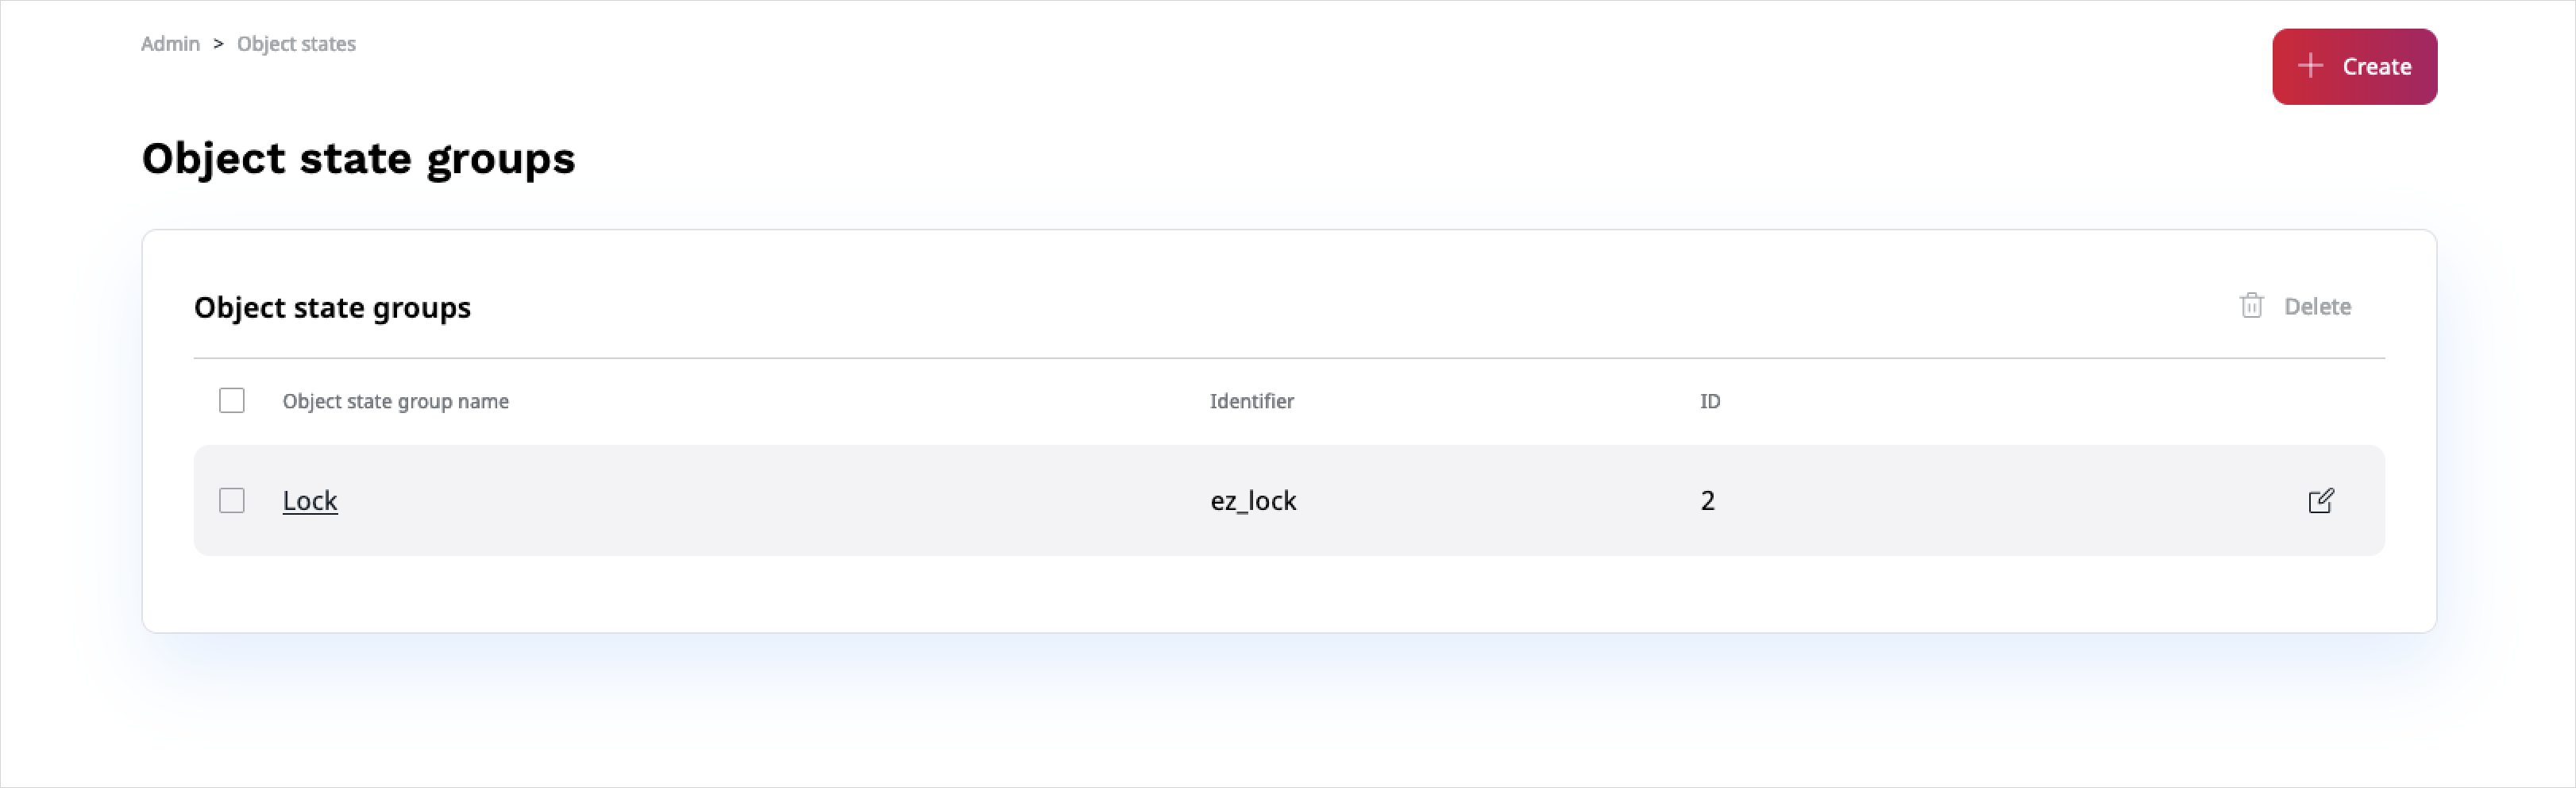 Admin > Object states
Create
Object state groups
Object state groups
Delete
Object state group name Identifier ID
Lock ez_lock 2